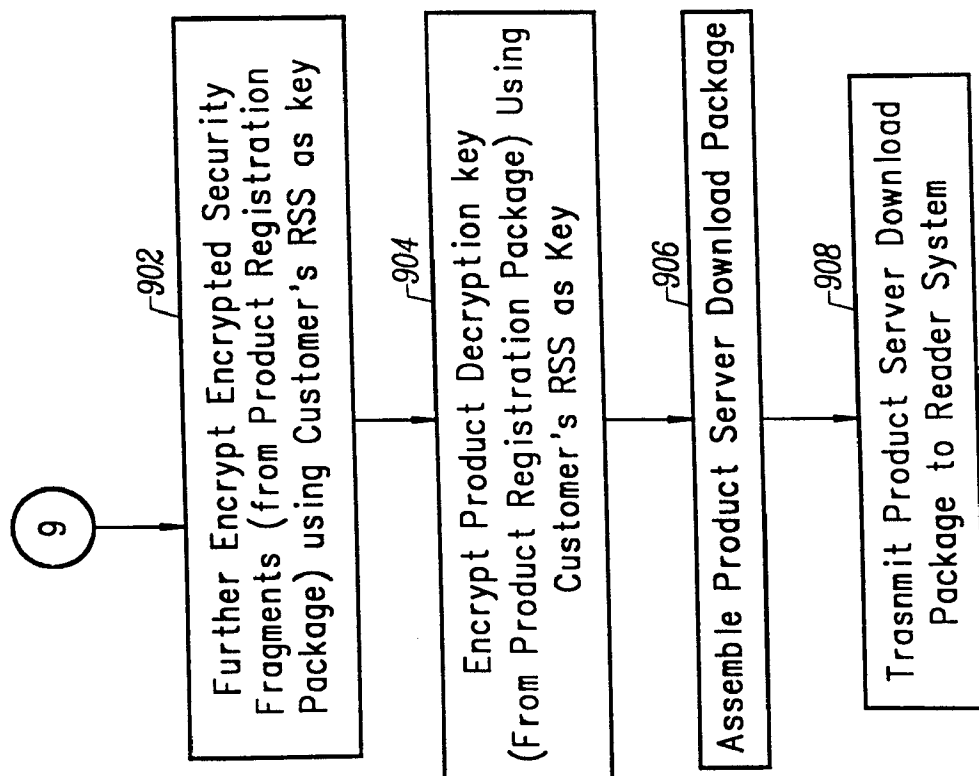 9
902
Further Encrypt Encrypted Security
Fragments (from Product Registration
Package) using Customer's RSS as key
904
Encrypt Product Decryption key
(From Product Registration Package) Using
Customer's RSS as Key
906
Assemble Product Server Download Package
908
Trasnmit Product Server Download
Package to Reader System